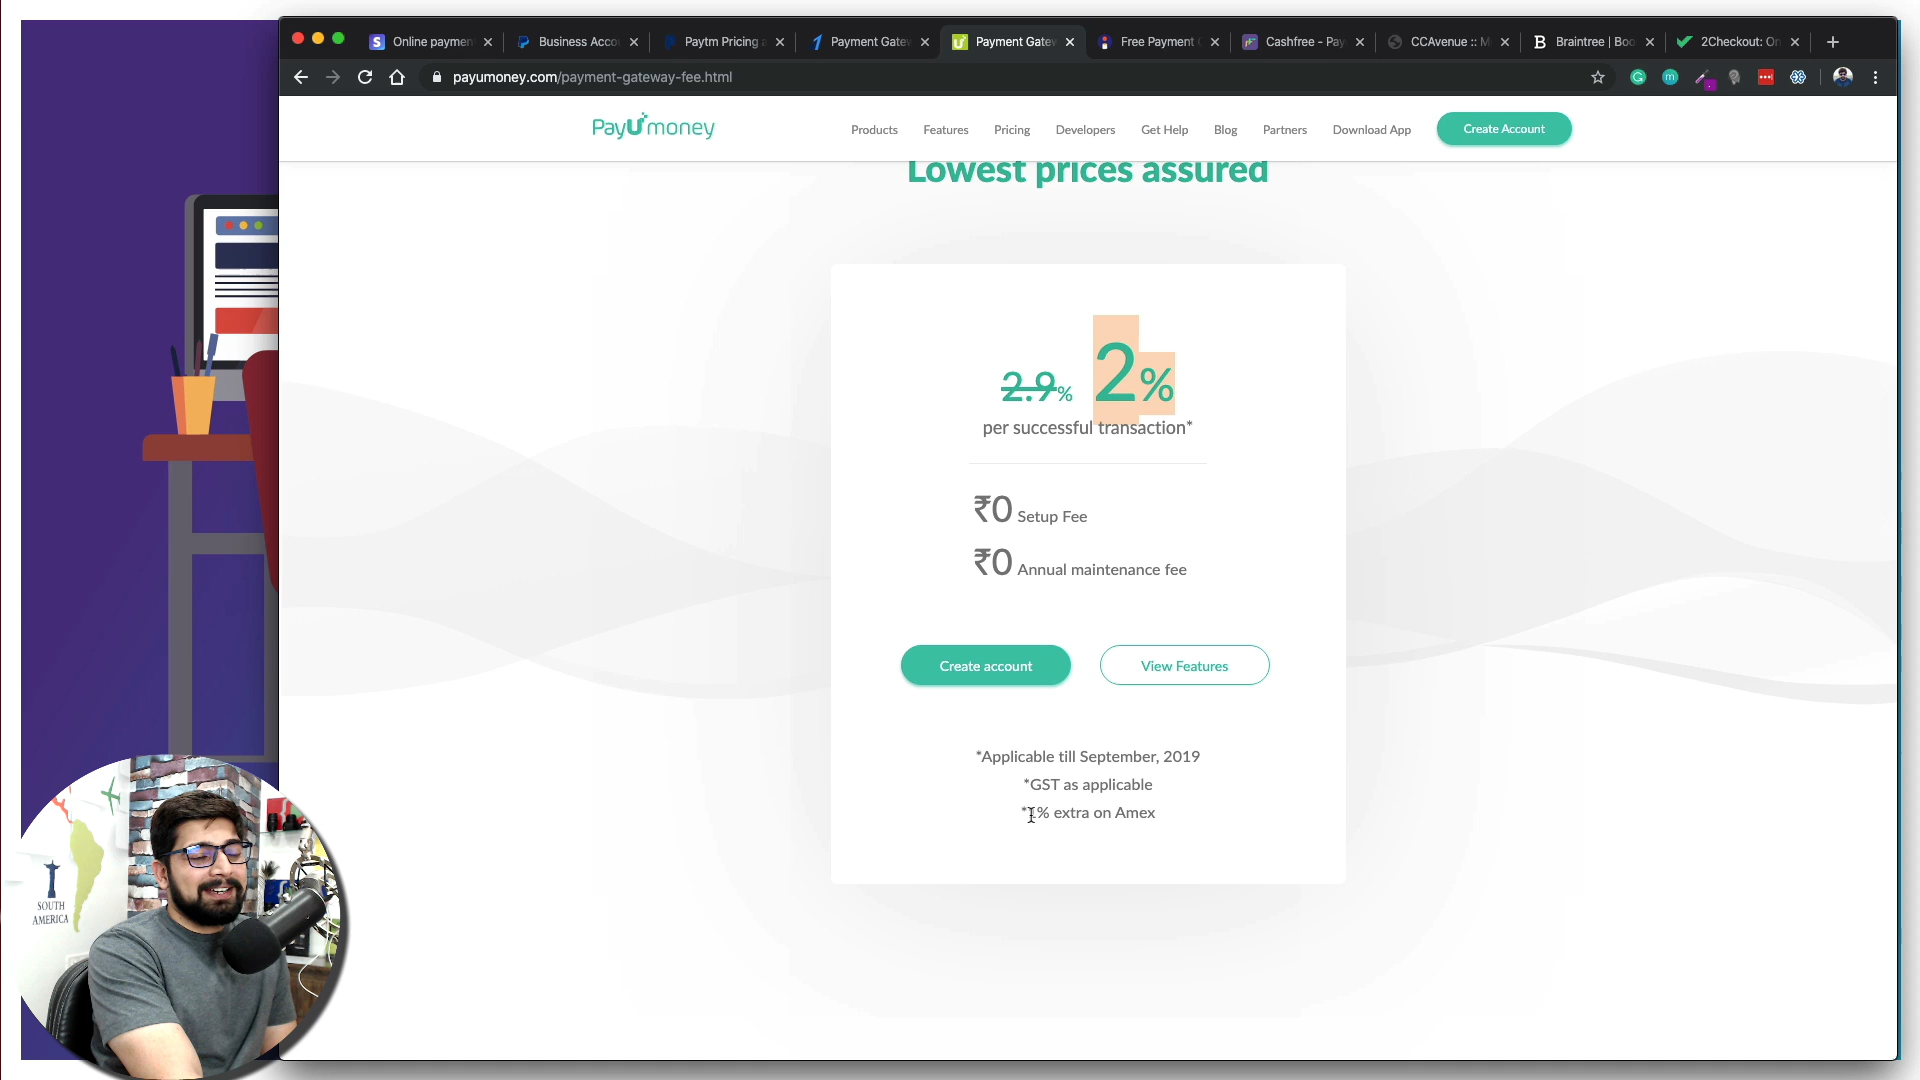 Online paymen
Business Acco
Paytm Pricing a
Payment Gatew
Payment Gatew
Free Payment
Cashfree - Pay
CCAvenue :: M
Braintree | Boo
2Checkout: On
payumoney.com/payment-gateway-fee.html
PayUmoney
Products
Features
Pricing
Developers
Get Help
Blog
Partners
Download App
Create Account
Lowest prices assured
2.9% 2%
per successful transaction*
₹0 Setup Fee
₹0 Annual maintenance fee
Create account
View Features
*Applicable till September, 2019
*GST as applicable
*1% extra on Amex
SOUTH
AMERICA